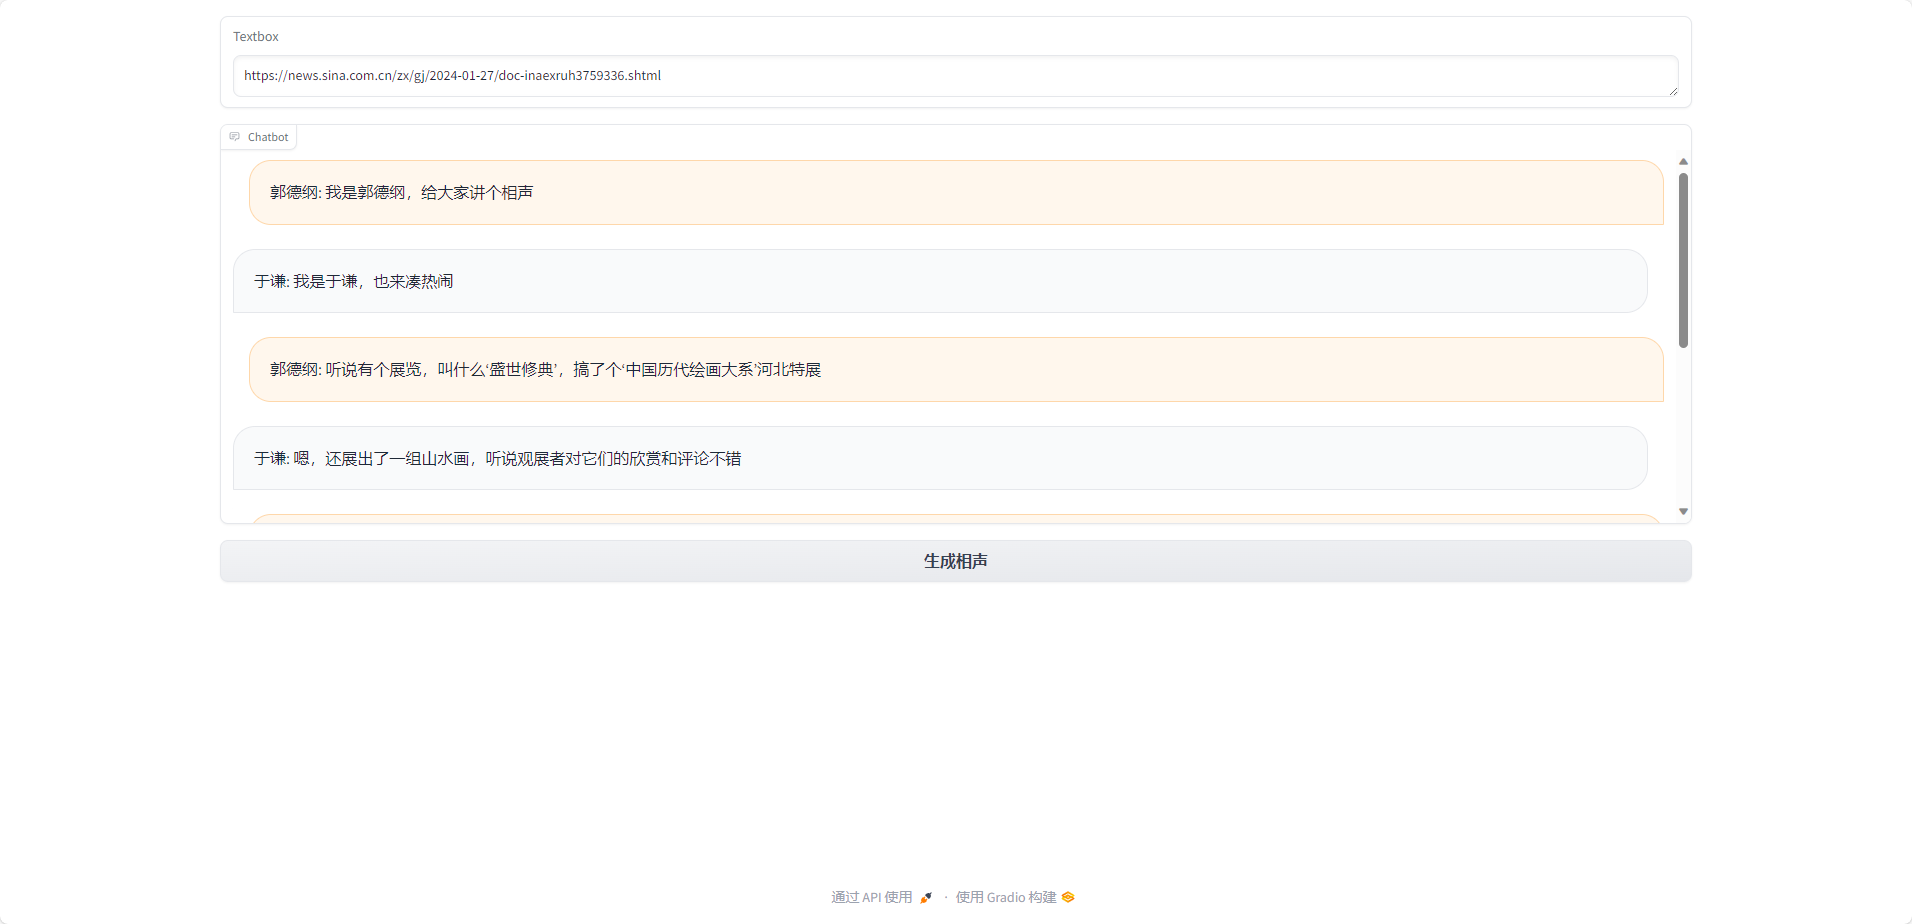 Textbox
https://news.sina.com.cn/zx/gj/2024-01-27/doc-inaexruh3759336.shtml
Chatbot
郭德纲: 我是郭德纲，给大家讲个相声
于谦: 我是于谦，也来凑热闹
郭德纲: 听说有个展览，叫什么‘盛世修典’，搞了个‘中国历代绘画大系’河北特展
于谦: 嗯，还展出了一组山水画，听说观展者对它们的欣赏和评论不错
生成相声
通过 API 使用 · 使用 Gradio 构建